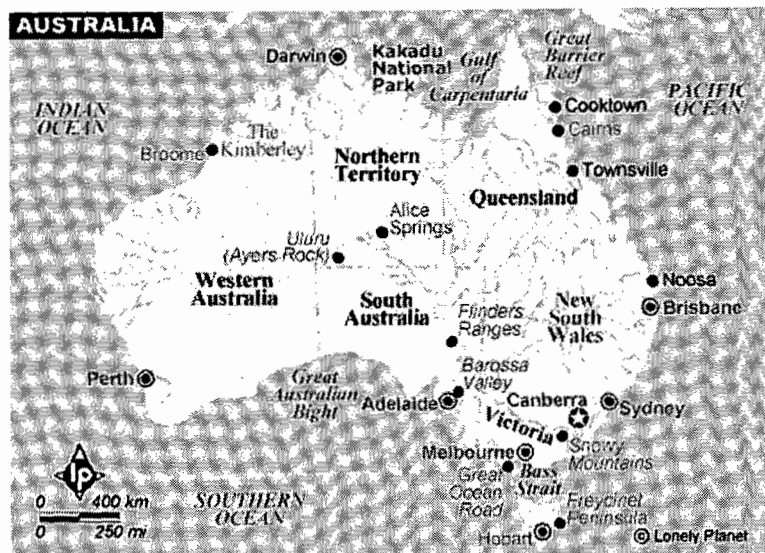 AUSTRALIA
Darwin
Kakadu
National
Park
Gulf
of
Carpentaria
Great
Barrier
Reef
PACIFIC
OCEAN
INDIAN
OCEAN
Cooktown
Cairns
The
Kimberley
Broome
Northern
Territory
Townsville
Queensland
Alice
Springs
Uluru
(Ayers Rock)
Western
Australia
South
Australia
Flinders
Ranges
New
South
Wales
Noosa
Brisbane
Perth
Great
Australian
Bight
Barossa
Valley
Adelaide
Canberra
Sydney
Victoria
Melbourne
Snowy
Mountains
Great
Ocean
Road
Bass
Strait
lp
0 400 km
0 250 mi
SOUTHERN
OCEAN
Freycinet
Peninsula
Hobart
© Lonely Planet